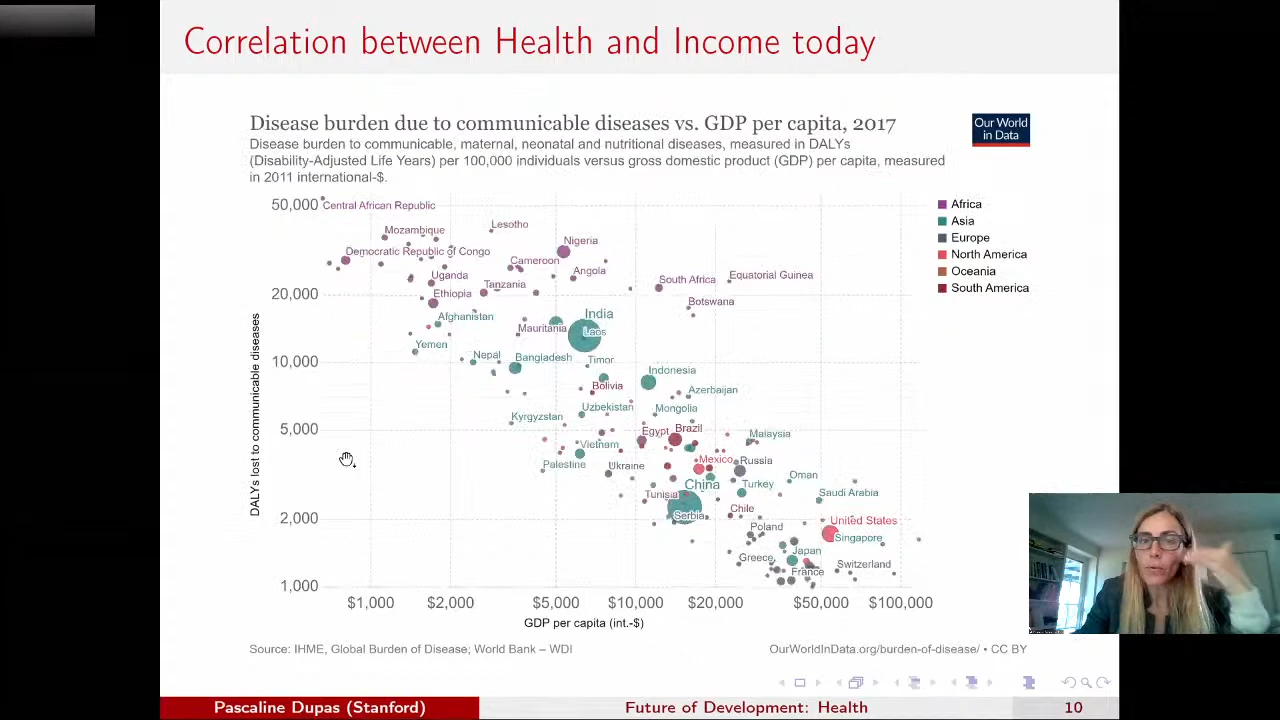 Correlation between Health and Income today
Disease burden due to communicable diseases vs. GDP per capita, 2017
Our World
in Data
Disease burden to communicable, maternal, neonatal and nutritional diseases, measured in DALYs
(Disability-Adjusted Life Years) per 100,000 individuals versus gross domestic product (GDP) per capita, measured
in 2011 international-$.
50,000
Central African Republic
Africa
Lesotho
Asia
Mozambique
Nigeria
Europe
Democratic Republic of Congo
North America
Cameroon
Angola
Oceania
Uganda
Tanzania
South Africa
Equatorial Guinea
South America
20,000
Ethiopia
Botswana
Afghanistan
India
Mauritania
Laos
Yemen
10,000
Nepal
Bangladesh
Timor
Indonesia
Bolivia
Azerbaijan
Kyrgyzstan
Uzbekistan
Mongolia
5,000
Egypt
Brazil
Malaysia
Vietnam
Palestine
Ukraine
Mexico
Russia
Oman
China
Turkey
Tunisia
Saudi Arabia
Serbia
Chile
2,000
Poland
United States
Singapore
Greece
Japan
France
Switzerland
1,000
DALYs lost to communicable diseases
$1,000
$2,000
$5,000
$10,000
$20,000
$50,000
$100,000
GDP per capita (int.-$)
Source: IHME, Global Burden of Disease; World Bank – WDI
OurWorldInData.org/burden-of-disease/ • CC BY
Pascaline Dupas (Stanford)
Future of Development: Health
10